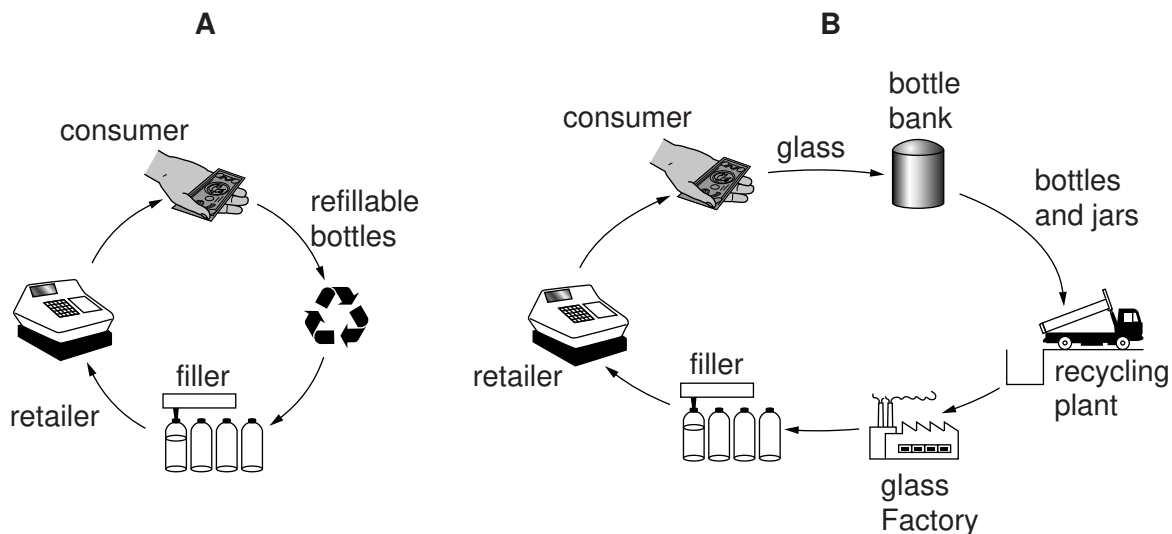 A
consumer
refillable
bottles
filler
retailer
B
consumer
glass
bottle
bank
bottles
and jars
retailer
filler
recycling
plant
glass
Factory